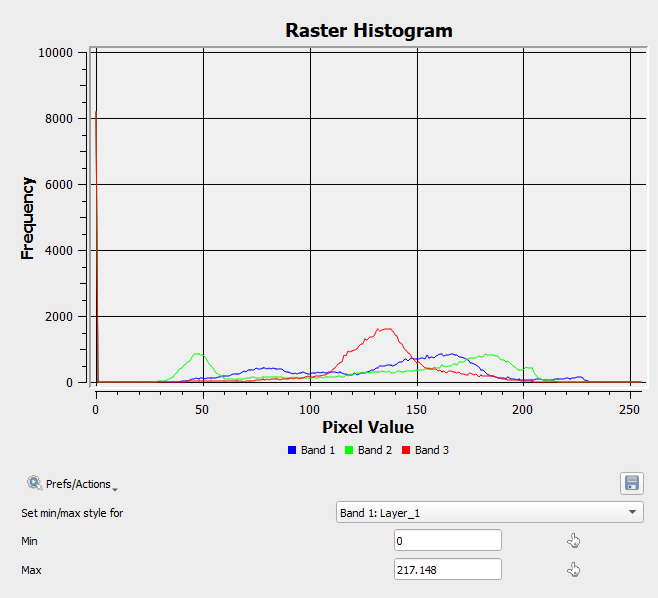 Raster Histogram
10000
8000
6000
4000
2000
0
Frequency
0 50 100 150 200 250
Pixel Value
Band 1 Band 2 Band 3
Prefs/Actions
Set min/max style for Band 1: Layer_1
Min 0
Max 217.148